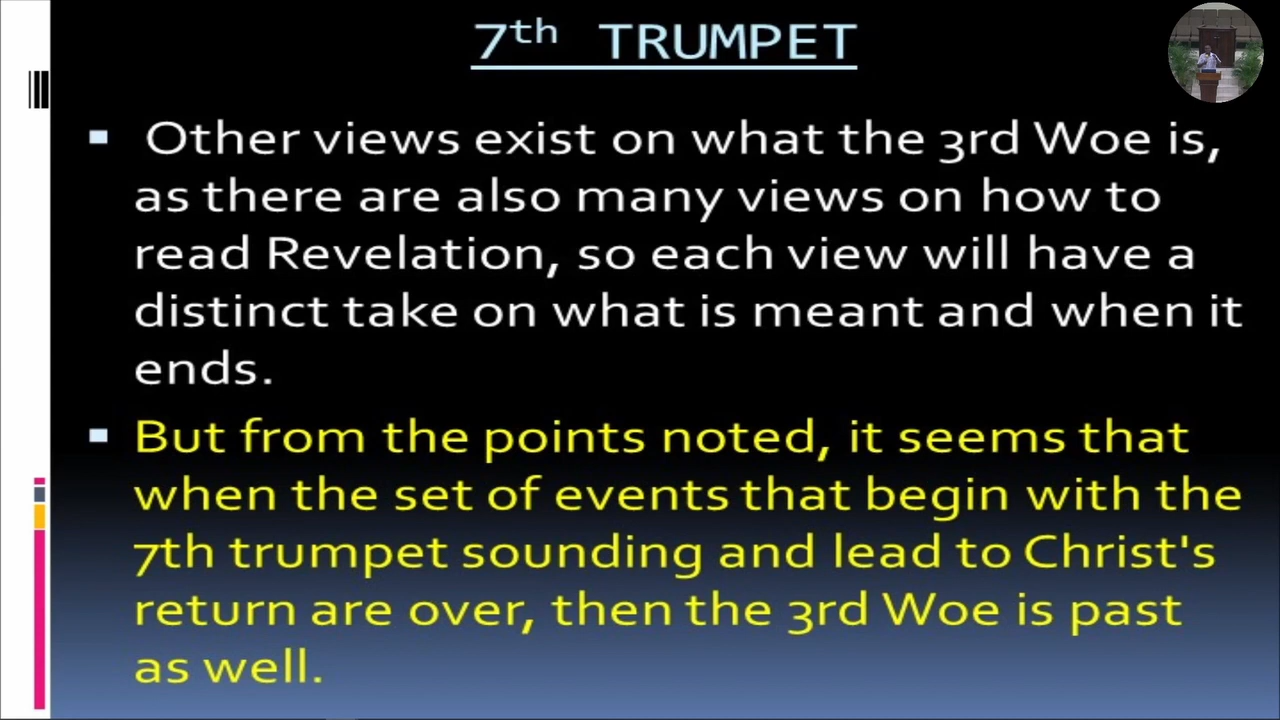 7th TRUMPET
Other views exist on what the 3rd Woe is,
as there are also many views on how to
read Revelation, so each view will have a
distinct take on what is meant and when it
ends.
But from the points noted, it seems that
when the set of events that begin with the
7th trumpet sounding and lead to Christ's
return are over, then the 3rd Woe is past
as well.